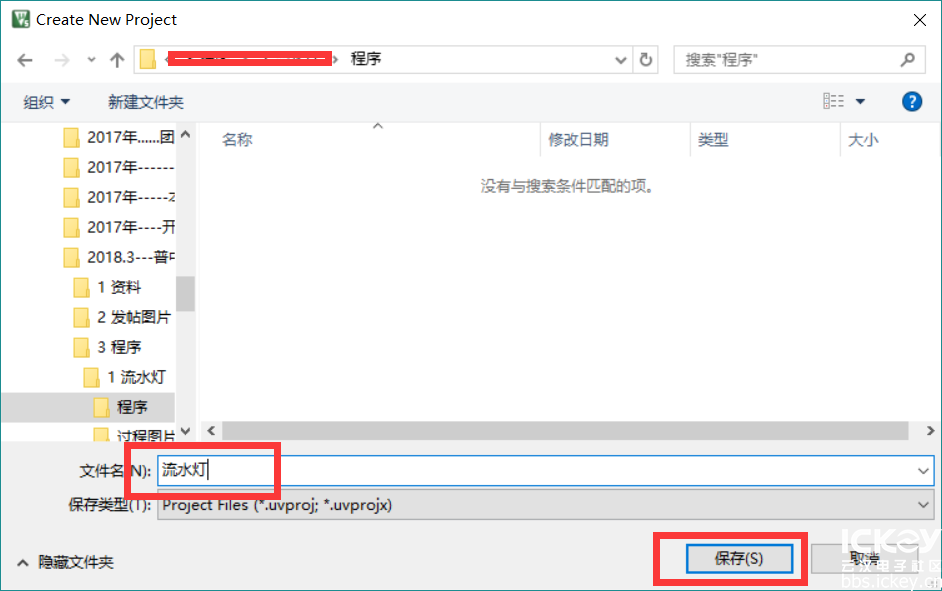 Create New Project
程序
搜索"程序"
组织
新建文件夹
?
名称
修改日期
类型
大小
没有与搜索条件匹配的项。
2017年......团
2017年------
2017年-----
2017年----开
2018.3---普中
1 资料
2 发帖图片
3 程序
1 流水灯
程序
过程图片
文件名(N):
流水灯
保存类型(T):
Project Files (*.uvproj; *.uvprojx)
隐藏文件夹
保存(S)
取消
ICKey
云汉电子社区
bbs.ickey.cn